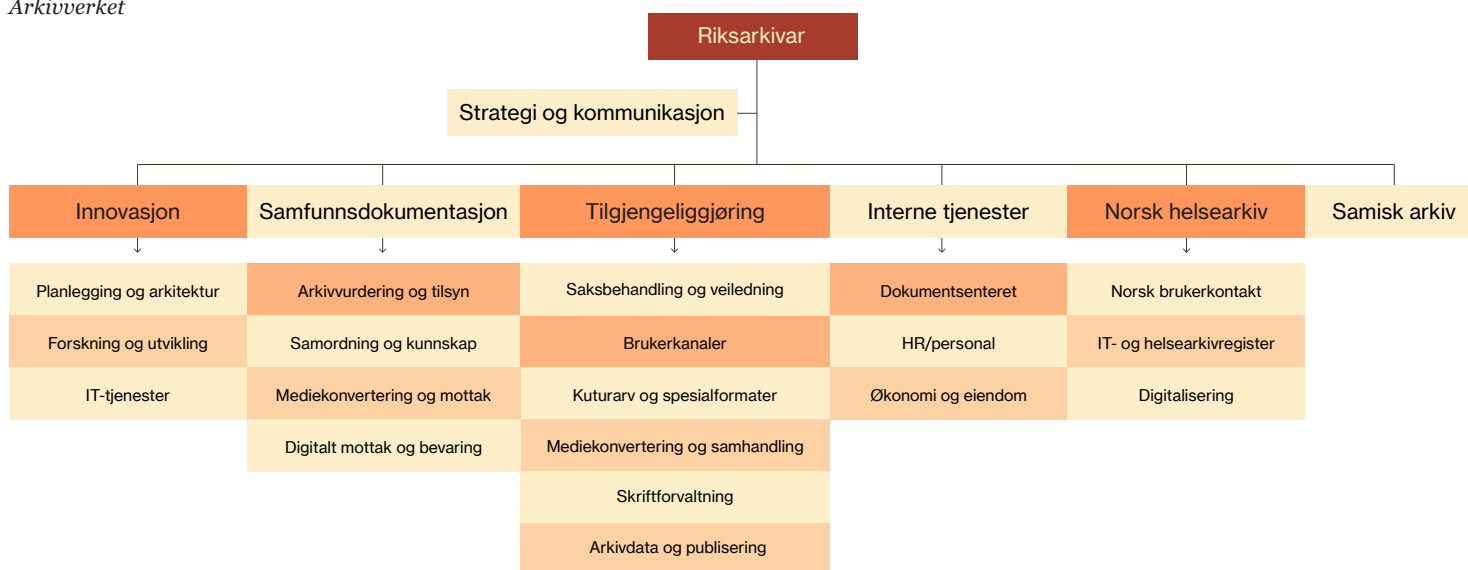 Arkivverket
Riksarkivar
Strategi og kommunikasjon
Innovasjon
Samfunnsdokumentasjon
Tilgjengeliggjøring
Interne tjenester
Norsk helsearkiv
Samisk arkiv
Planlegging og arkitektur
Forskning og utvikling
IT-tjenester
Arkivvurdering og tilsyn
Samordning og kunnskap
Mediekonvertering og mottak
Digitalt mottak og bevaring
Saksbehandling og veiledning
Brukerkanaler
Kuturarv og spesialformater
Mediekonvertering og samhandling
Skriftforvaltning
Arkivdata og publisering
Dokumentsenteret
HR/personal
Økonomi og eiendom
Norsk brukerkontakt
IT- og helsearkivregister
Digitalisering